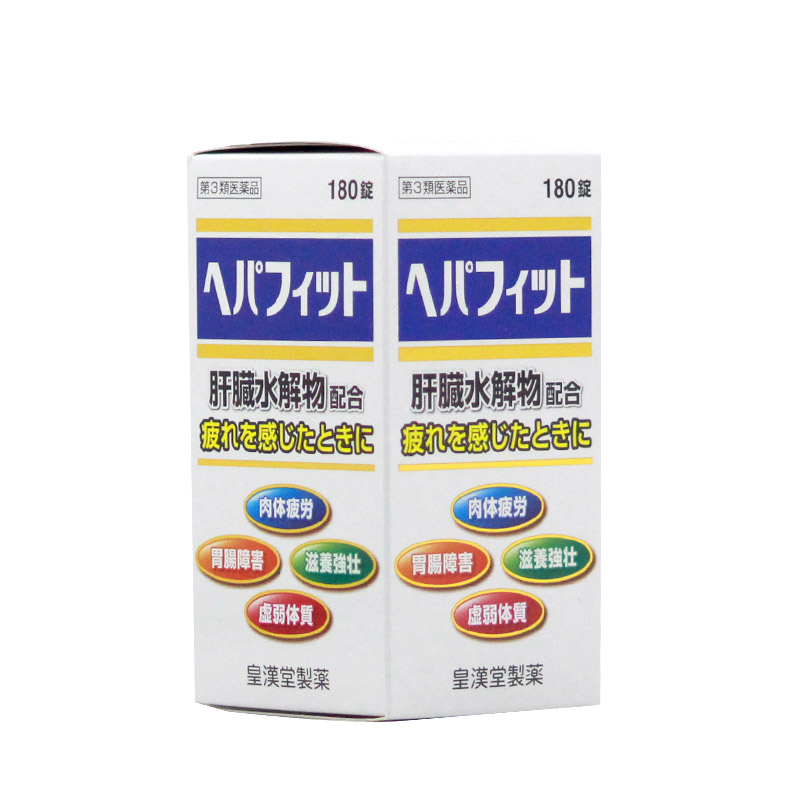 第3類医薬品
180錠
ヘパフィット
肝臓水解物配合
疲れを感じたときに
肉体疲労
胃腸障害
滋養強壮
虚弱体質
皇漢堂製薬
第3類医薬品
180錠
ヘパフィット
肝臓水解物配合
疲れを感じたときに
肉体疲労
胃腸障害
滋養強壮
虚弱体質
皇漢堂製薬